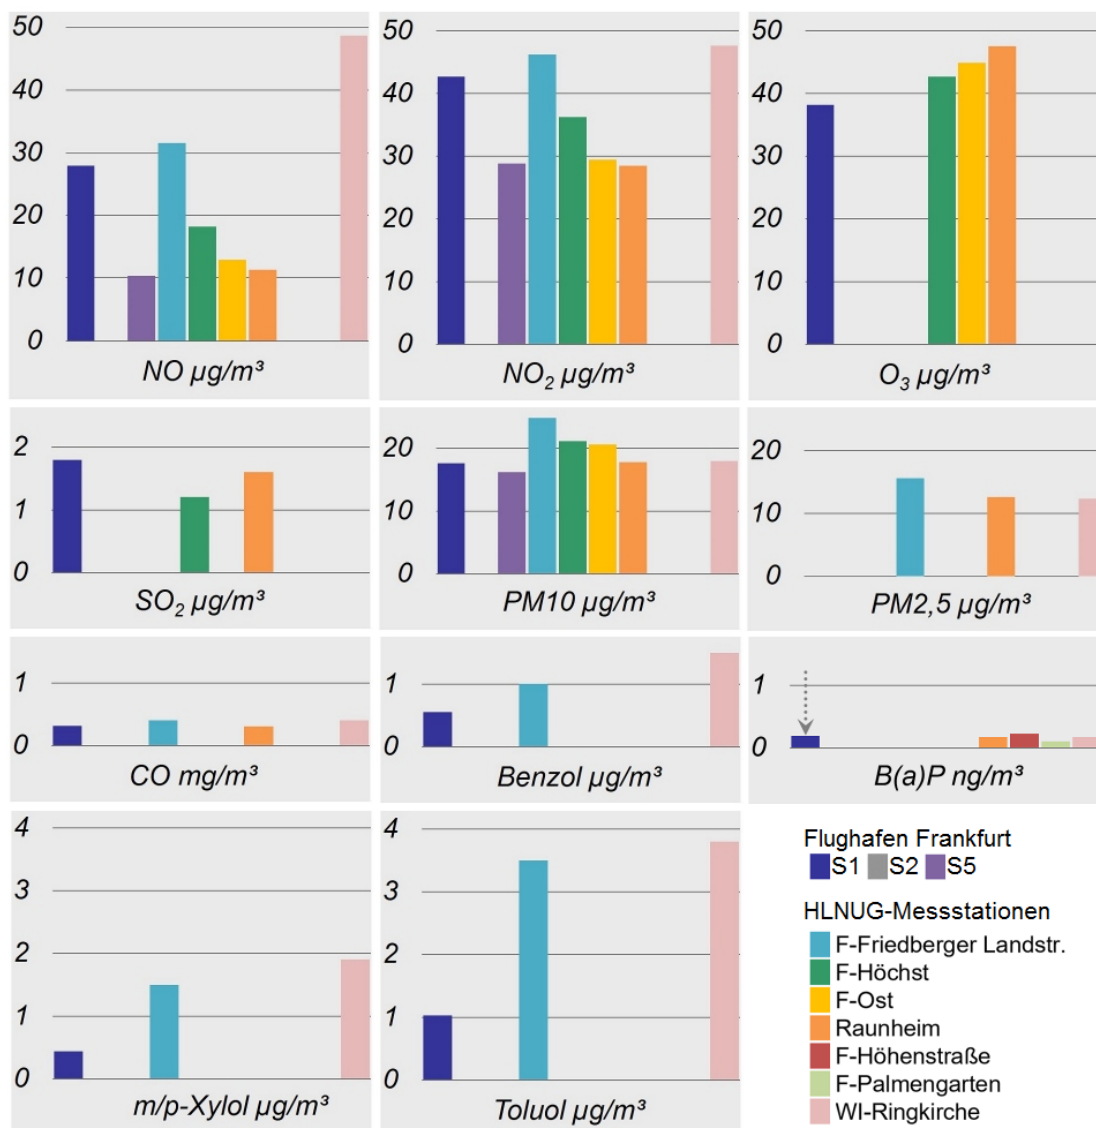 50
40
30
20
10
0
NO µg/m³
50
40
30
20
10
0
NO₂ µg/m³
50
40
30
20
10
0
O₃ µg/m³
2
1
0
SO₂ µg/m³
20
10
0
PM10 µg/m³
20
10
0
PM2,5 µg/m³
1
0
CO mg/m³
1
0
Benzol µg/m³
1
0
B(a)P ng/m³
4
3
2
1
0
m/p-Xylol µg/m³
4
3
2
1
0
Toluol µg/m³
Flughafen Frankfurt
S1 S2 S5
HLNUG-Messstationen
F-Friedberger Landstr.
F-Höchst
F-Ost
Raunheim
F-Höhenstraße
F-Palmengarten
WI-Ringkirche